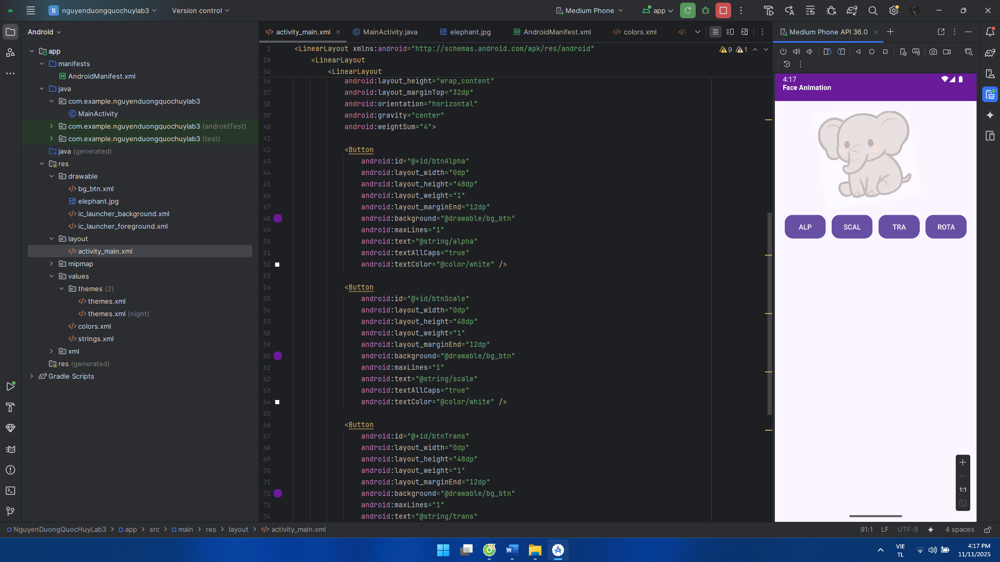 N nguyenduongquochuylab3
Version control
Medium Phone
app
Android
app
manifests
M AndroidManifest.xml
java
com.example.nguyenduongquochuylab3
C MainActivity
com.example.nguyenduongquochuylab3 (androidTest)
com.example.nguyenduongquochuylab3 (test)
java (generated)
res
drawable
</> bg_btn.xml
elephant.jpg
</> ic_launcher_background.xml
</> ic_launcher_foreground.xml
layout
</> activity_main.xml
mipmap
values
themes (2)
</> themes.xml
</> themes.xml (night)
</> colors.xml
</> strings.xml
xml
res (generated)
Gradle Scripts
</> activity_main.xml
C MainActivity.java
elephant.jpg
M AndroidManifest.xml
</> colors.xml
</>
9 1
2 <LinearLayout xmlns:android="http://schemas.android.com/apk/res/android"
19 <LinearLayout
34 <LinearLayout
36 android:layout_height="wrap_content"
37 android:layout_marginTop="32dp"
38 android:orientation="horizontal"
39 android:gravity="center"
40 android:weightSum="4">
41
42 <Button
43 android:id="@+id/btnAlpha"
44 android:layout_width="0dp"
45 android:layout_height="48dp"
46 android:layout_weight="1"
47 android:layout_marginEnd="12dp"
48 android:background="@drawable/bg_btn"
49 android:maxLines="1"
50 android:text="@string/alpha"
51 android:textAllCaps="true"
52 android:textColor="@color/white" />
53
54 <Button
55 android:id="@+id/btnScale"
56 android:layout_width="0dp"
57 android:layout_height="48dp"
58 android:layout_weight="1"
59 android:layout_marginEnd="12dp"
60 android:background="@drawable/bg_btn"
61 android:maxLines="1"
62 android:text="@string/scale"
63 android:textAllCaps="true"
64 android:textColor="@color/white" />
65
66 <Button
67 android:id="@+id/btnTrans"
68 android:layout_width="0dp"
69 android:layout_height="48dp"
70 android:layout_weight="1"
71 android:layout_marginEnd="12dp"
72 android:background="@drawable/bg_btn"
73 android:maxLines="1"
74 android:text="@string/trans"
Medium Phone API 36.0
4:17
Face Animation
ALP SCAL TRA ROTA
1:1
NguyenDuongQuocHuyLab3 > app > src > main > res > layout > </> activity_main.xml
91:1 LF UTF-8 4 spaces
VIE
TL
4:17 PM
11/11/2025